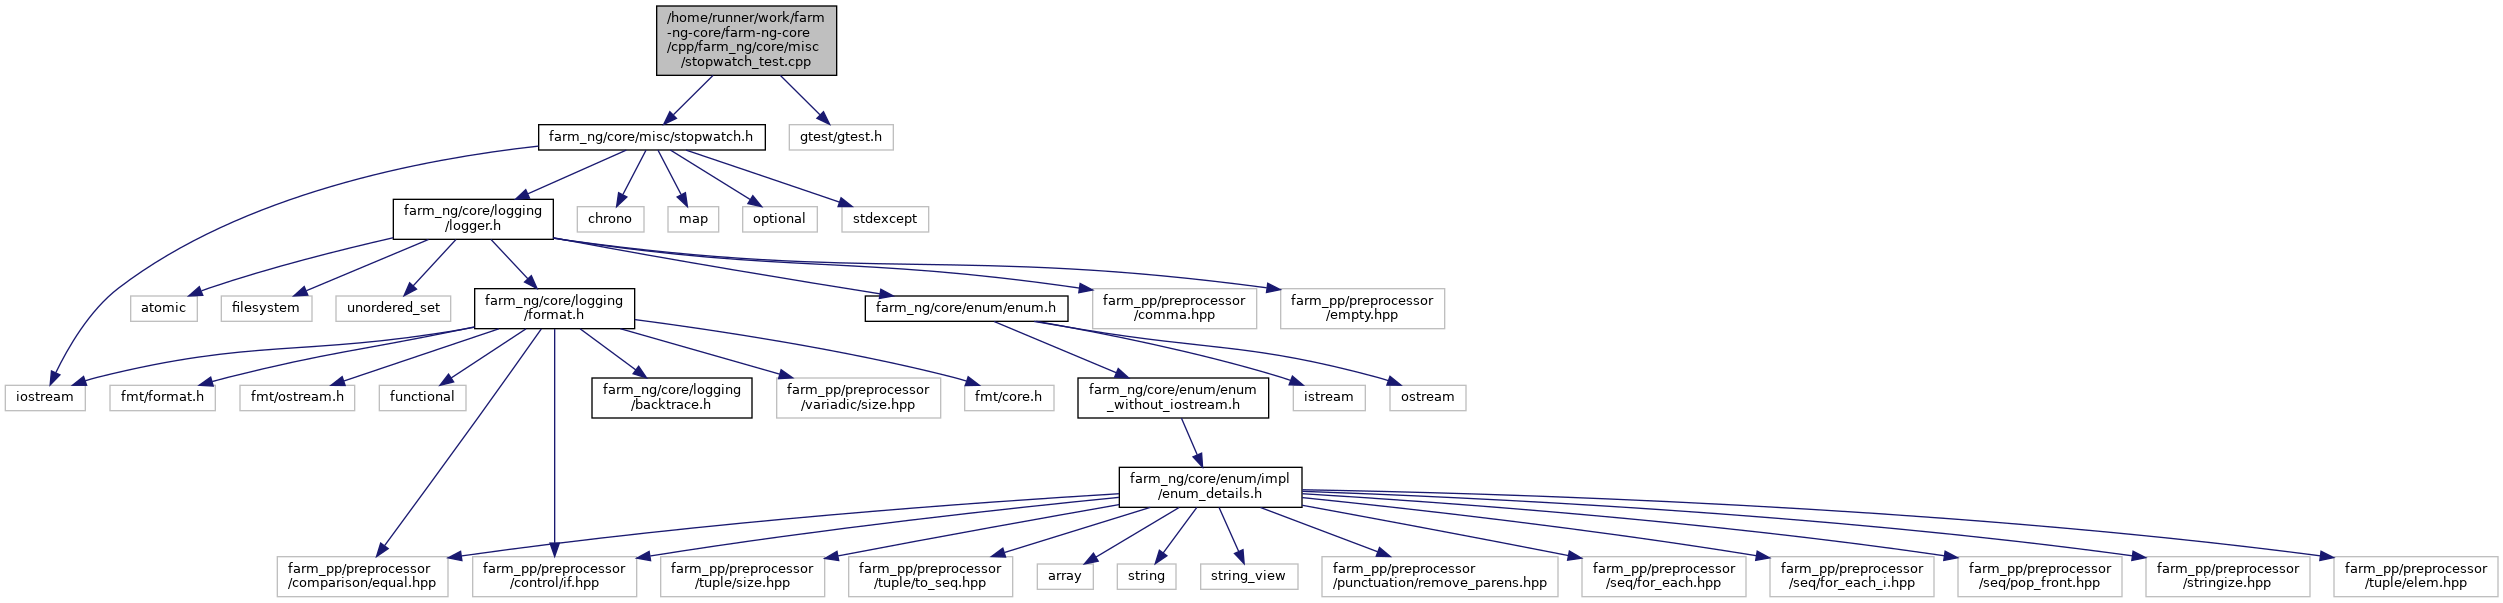 /home/runner/work/farm
-ng-core/farm-ng-core
/cpp/farm_ng/core/misc
/stopwatch_test.cpp
farm_ng/core/misc/stopwatch.h
gtest/gtest.h
farm_ng/core/logging
/logger.h
chrono
map
optional
stdexcept
atomic
filesystem
unordered_set
farm_ng/core/logging
/format.h
farm_ng/core/enum/enum.h
farm_pp/preprocessor
/comma.hpp
farm_pp/preprocessor
/empty.hpp
iostream
fmt/format.h
fmt/ostream.h
functional
farm_ng/core/logging
/backtrace.h
farm_pp/preprocessor
/variadic/size.hpp
fmt/core.h
farm_ng/core/enum/enum
_without_iostream.h
istream
ostream
farm_ng/core/enum/impl
/enum_details.h
farm_pp/preprocessor
/comparison/equal.hpp
farm_pp/preprocessor
/control/if.hpp
farm_pp/preprocessor
/tuple/size.hpp
farm_pp/preprocessor
/tuple/to_seq.hpp
array
string
string_view
farm_pp/preprocessor
/punctuation/remove_parens.hpp
farm_pp/preprocessor
/seq/for_each.hpp
farm_pp/preprocessor
/seq/for_each_i.hpp
farm_pp/preprocessor
/seq/pop_front.hpp
farm_pp/preprocessor
/stringize.hpp
farm_pp/preprocessor
/tuple/elem.hpp